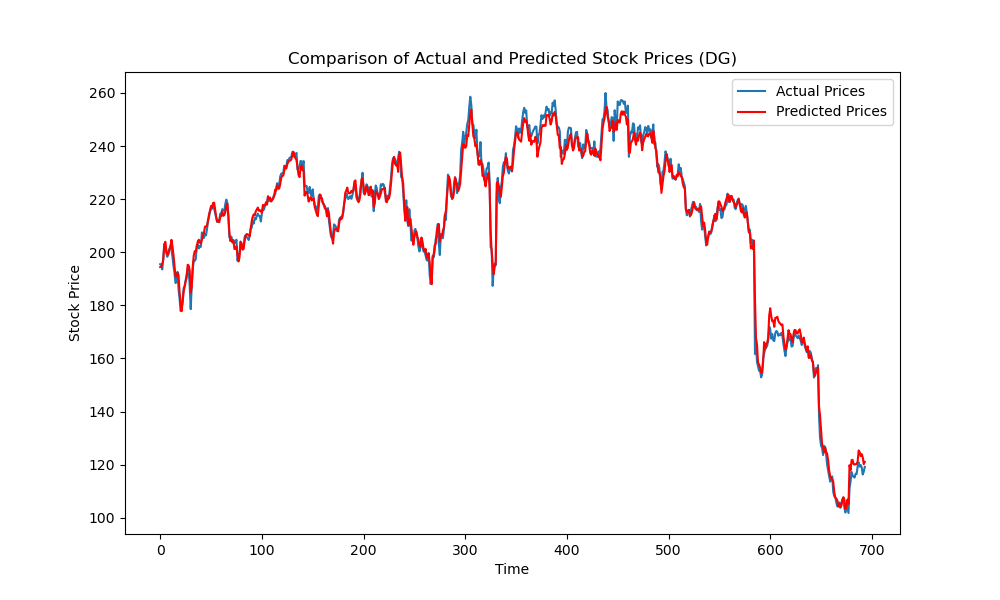 Comparison of Actual and Predicted Stock Prices (DG)
Actual Prices
Predicted Prices
260
240
220
200
180
160
140
120
100
Stock Price
0 100 200 300 400 500 600 700
Time